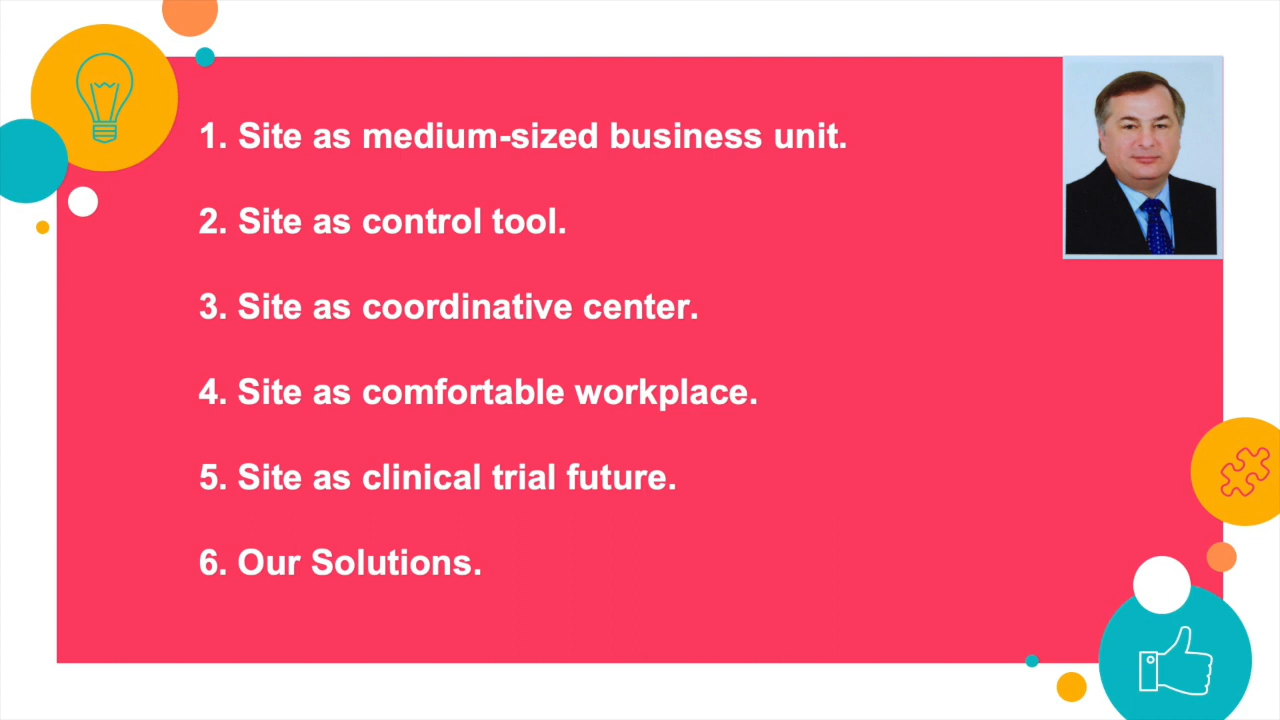 1. Site as medium-sized business unit.
2. Site as control tool.
3. Site as coordinative center.
4. Site as comfortable workplace.
5. Site as clinical trial future.
6. Our Solutions.